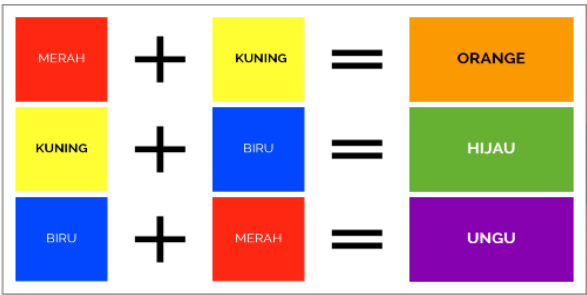 MERAH + KUNING = ORANGE
KUNING + BIRU = HIJAU
BIRU + MERAH = UNGU